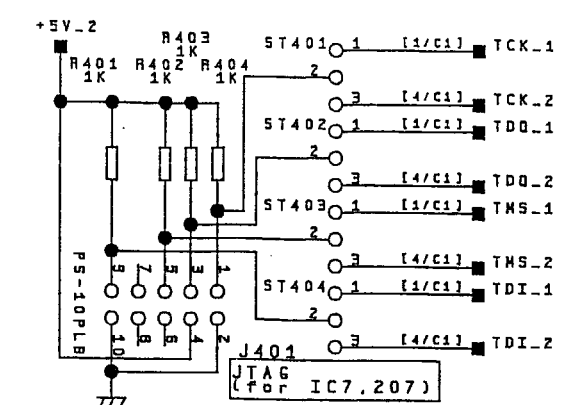 +5V_2
R401
1K
R402
1K
R403
1K
R404
1K
ST401 1 [1/C1] TCK_1
2
3 [4/C1] TCK_2
ST402 1 [1/C1] TDO_1
2
3 [4/C1] TDO_2
ST403 1 [1/C1] TMS_1
2
3 [4/C1] TMS_2
ST404 1 [1/C1] TDI_1
2
3 [4/C1] TDI_2
PS-10PLB
9 7 5 3 1
10 8 6 4 2
J401
JTAG
(for IC7,207)